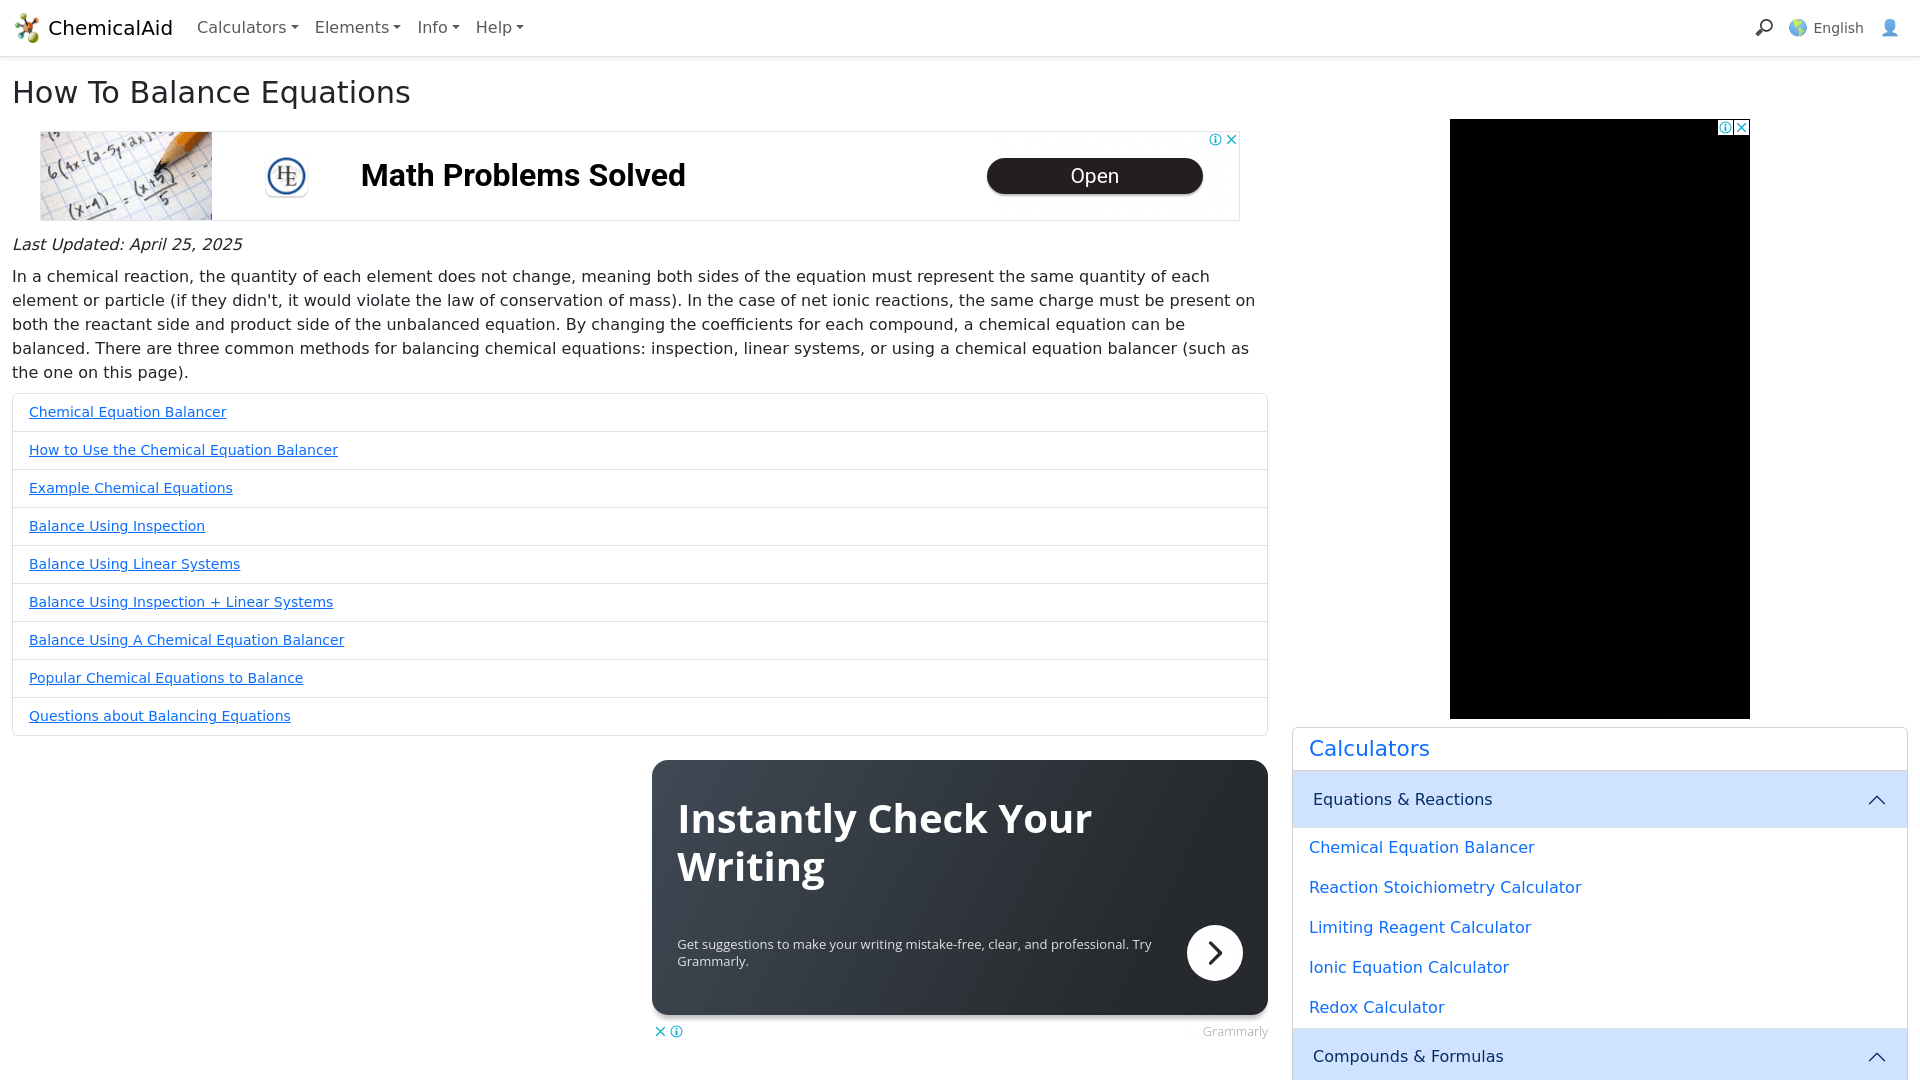 ChemicalAid
Calculators
Elements
Info
Help
English
How To Balance Equations
HE
Math Problems Solved
Open
Last Updated: April 25, 2025
In a chemical reaction, the quantity of each element does not change, meaning both sides of the equation must represent the same quantity of each
element or particle (if they didn't, it would violate the law of conservation of mass). In the case of net ionic reactions, the same charge must be present on
both the reactant side and product side of the unbalanced equation. By changing the coefficients for each compound, a chemical equation can be
balanced. There are three common methods for balancing chemical equations: inspection, linear systems, or using a chemical equation balancer (such as
the one on this page).
Chemical Equation Balancer
How to Use the Chemical Equation Balancer
Example Chemical Equations
Balance Using Inspection
Balance Using Linear Systems
Balance Using Inspection + Linear Systems
Balance Using A Chemical Equation Balancer
Popular Chemical Equations to Balance
Questions about Balancing Equations
Instantly Check Your
Writing
Get suggestions to make your writing mistake-free, clear, and professional. Try
Grammarly.
Grammarly
Calculators
Equations & Reactions
Chemical Equation Balancer
Reaction Stoichiometry Calculator
Limiting Reagent Calculator
Ionic Equation Calculator
Redox Calculator
Compounds & Formulas